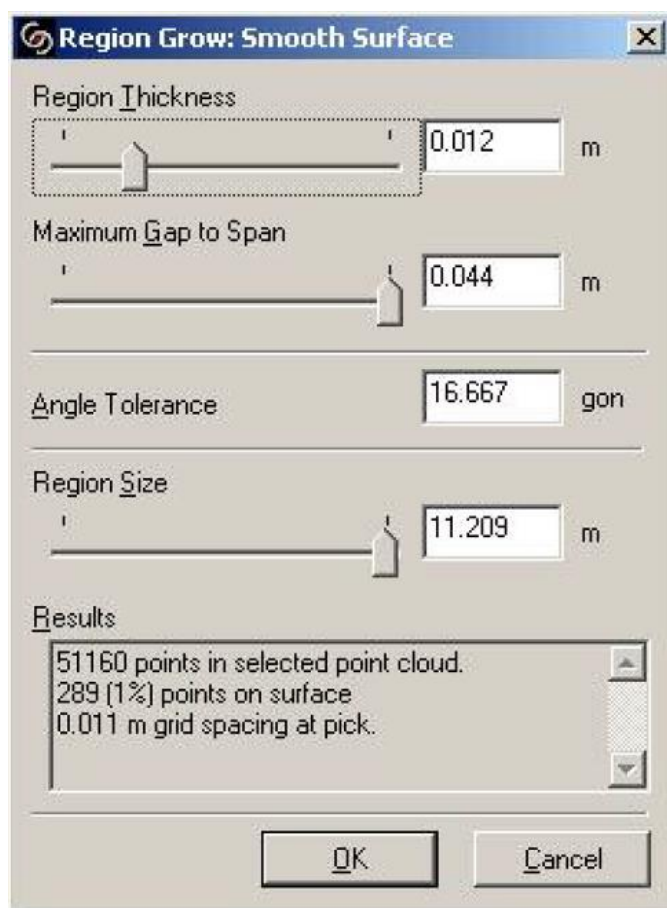 Region Grow: Smooth Surface
Region Thickness
0.012 m
Maximum Gap to Span
0.044 m
Angle Tolerance 16.667 gon
Region Size
11.209 m
Results
51160 points in selected point cloud.
289 (1%) points on surface
0.011 m grid spacing at pick.
OK Cancel